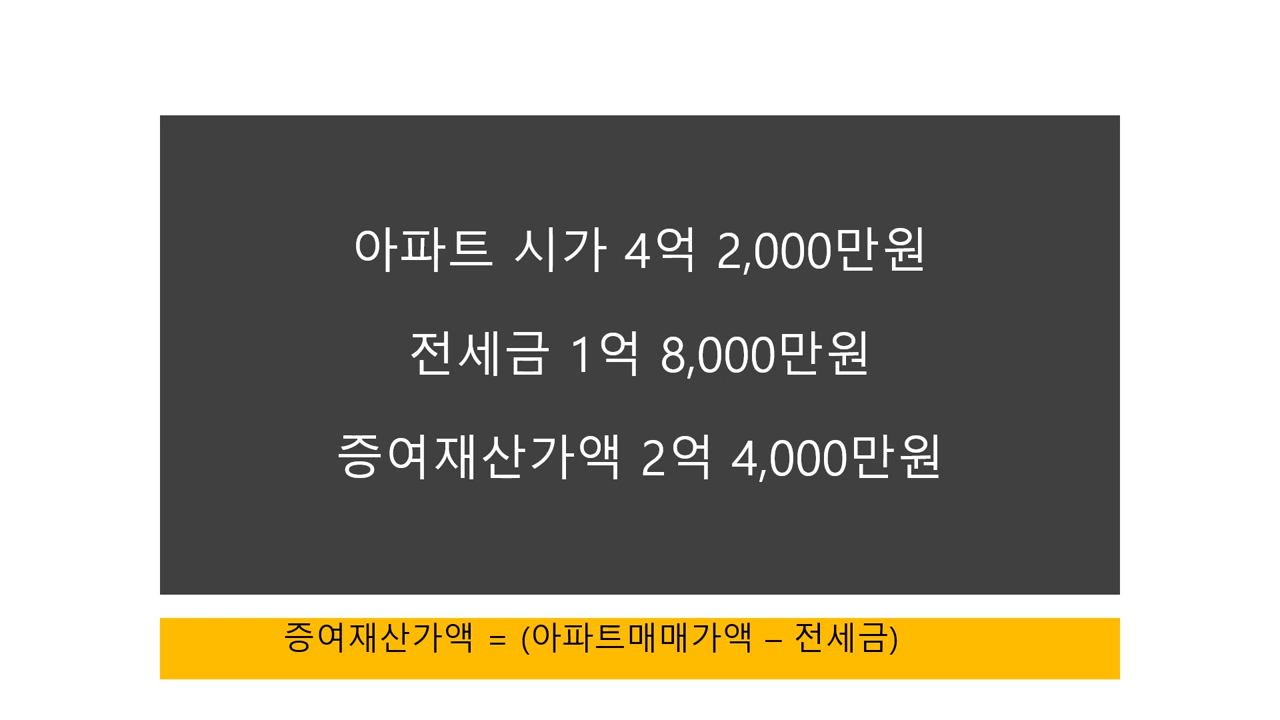 아파트 시가 4억 2,000만원
전세금 1억 8,000만원
증여재산가액 2억 4,000만원
증여재산가액 = (아파트매매가액 – 전세금)